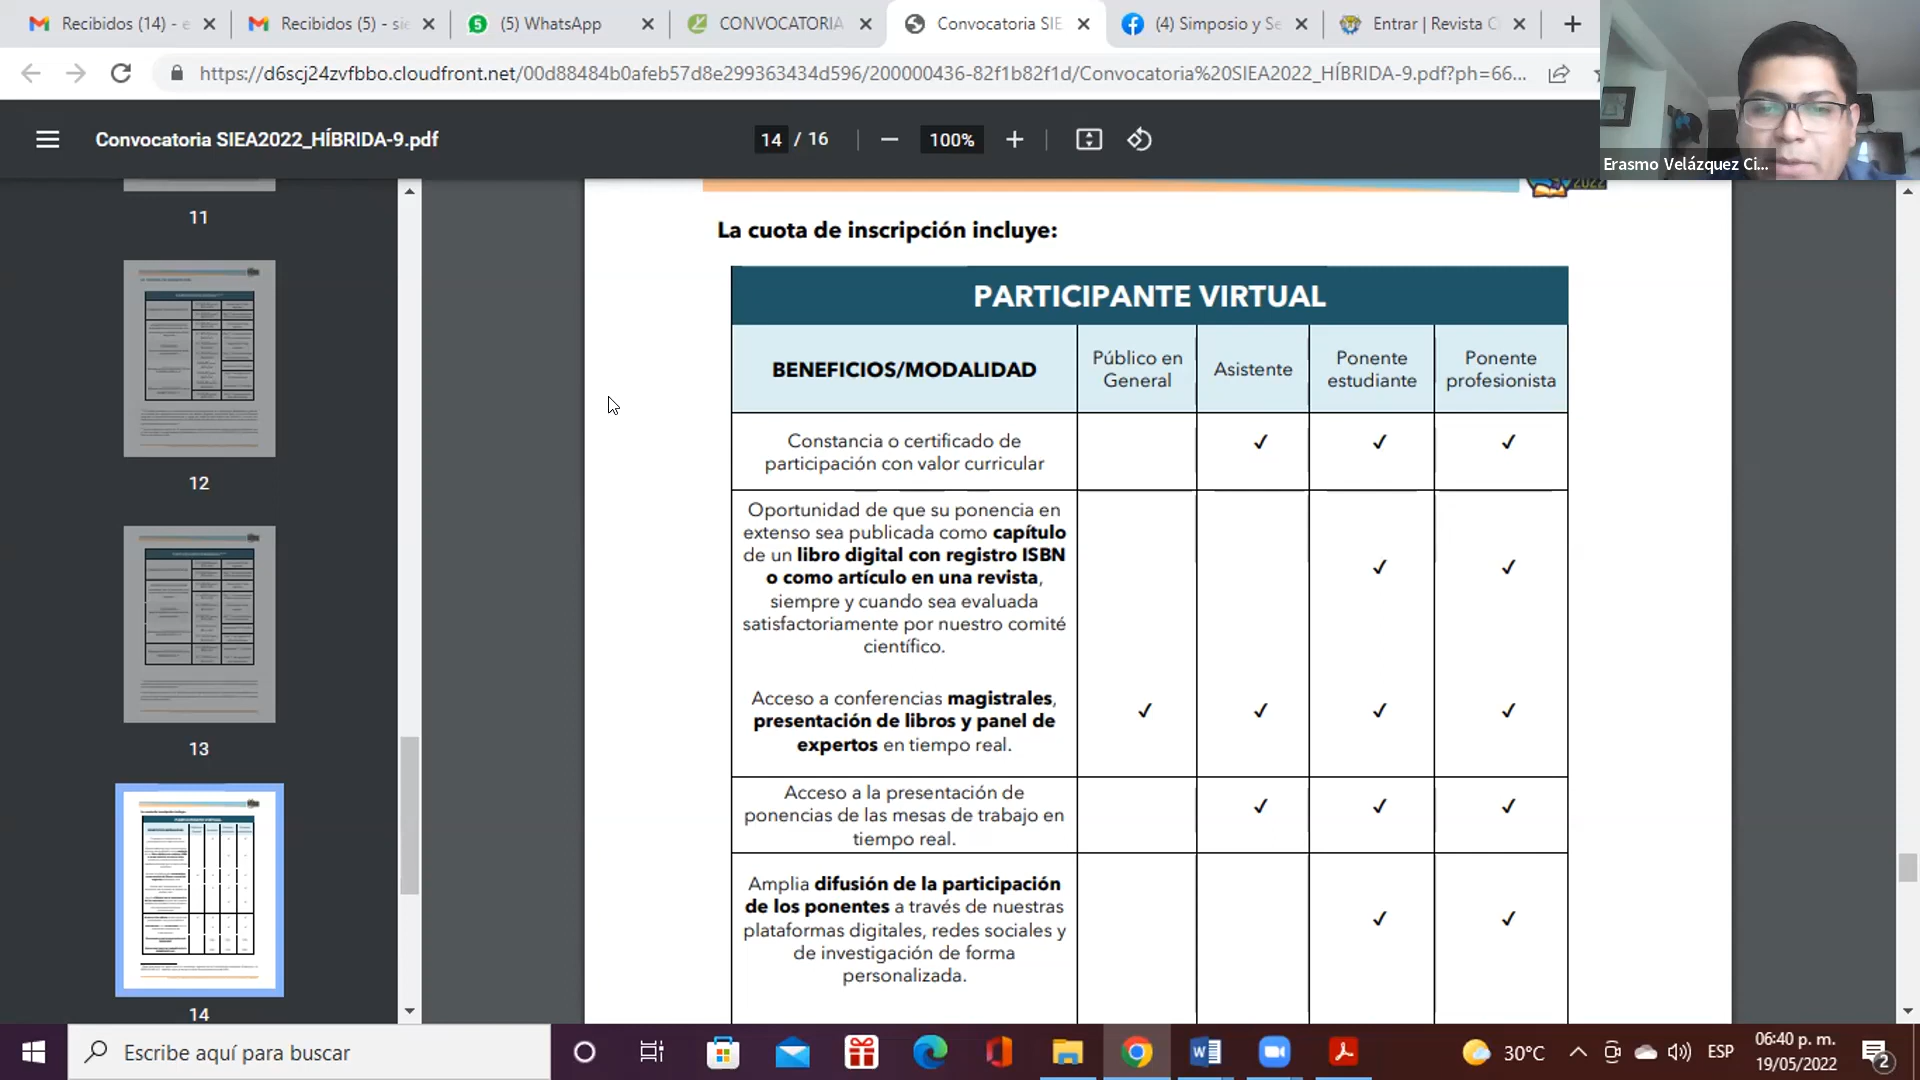 Recibidos (14) - e
Recibidos (5) - sie
(5) WhatsApp
CONVOCATORIA
Convocatoria SIE
(4) Simposio y Se
Entrar | Revista C
https://d6scj24zvfbbo.cloudfront.net/00d88484b0afeb57d8e299363434d596/200000436-82f1b82f1d/Convocatoria%20SIEA2022_HÍBRIDA-9.pdf?ph=66...
Convocatoria SIEA2022_HÍBRIDA-9.pdf
14 / 16
100%
Erasmo Velázquez Ci...
11
12
13
14
2022
La cuota de inscripción incluye:
PARTICIPANTE VIRTUAL
BENEFICIOS/MODALIDAD
Público en
General
Asistente
Ponente
estudiante
Ponente
profesionista
Constancia o certificado de
participación con valor curricular
✓ ✓ ✓
Oportunidad de que su ponencia en
extenso sea publicada como capítulo
de un libro digital con registro ISBN
o como artículo en una revista,
siempre y cuando sea evaluada
satisfactoriamente por nuestro comité
científico.
✓ ✓
Acceso a conferencias magistrales,
presentación de libros y panel de
expertos en tiempo real.
✓ ✓ ✓ ✓
Acceso a la presentación de
ponencias de las mesas de trabajo en
tiempo real.
✓ ✓ ✓
Amplia difusión de la participación
de los ponentes a través de nuestras
plataformas digitales, redes sociales y
de investigación de forma
personalizada.
✓ ✓
Escribe aquí para buscar
30°C
ESP
06:40 p. m.
19/05/2022
2